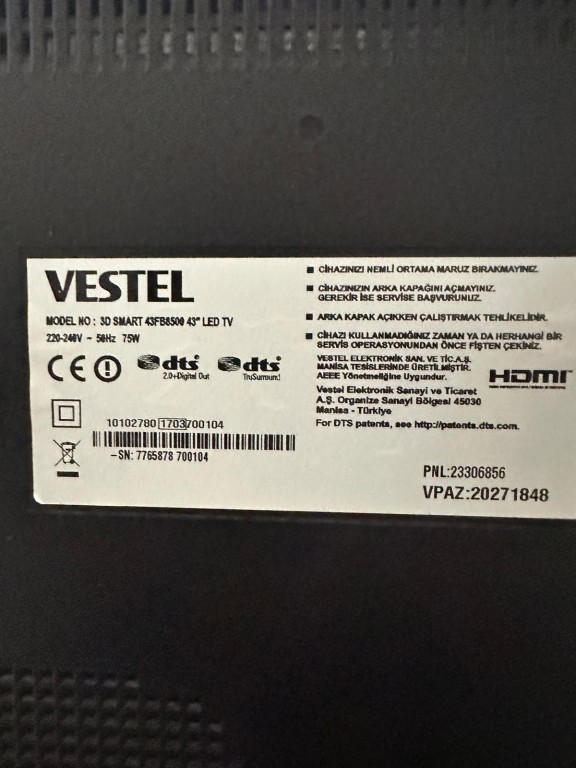 VESTEL
MODEL NO : 3D SMART 43FB8500 43" LED TV
220-240V ~ 50Hz 75W
CE
dts 2.0+Digital Out
dts TruSurround
10102780 1703 700104
-SN: 7765878 700104
■ CİHAZINIZI NEMLİ ORTAMA MARUZ BIRAKMAYINIZ.
■ CİHAZINIZIN ARKA KAPAĞINI AÇMAYINIZ.
GEREKİR İSE SERVİSE BAŞVURUNUZ.
■ ARKA KAPAK AÇIKKEN ÇALIŞTIRMAK TEHLİKELİDİR.
■ CİHAZI KULLANMADIĞINIZ ZAMAN YA DA HERHANGİ BİR
SERVİS OPERASYONUNDAN ÖNCE FİŞTEN ÇEKİNİZ.
VESTEL ELEKTRONİK SAN. VE TİC.A.Ş.
MANİSA TESİSLERİNDE ÜRETİLMİŞTİR.
AEEE Yönetmeliğine Uygundur.
HDMI
Vestel Elektronik Sanayi ve Ticaret
A.Ş. Organize Sanayi Bölgesi 45030
Manisa - Türkiye
For DTS patents, see http://patents.dts.com.
PNL:23306856
VPAZ:20271848